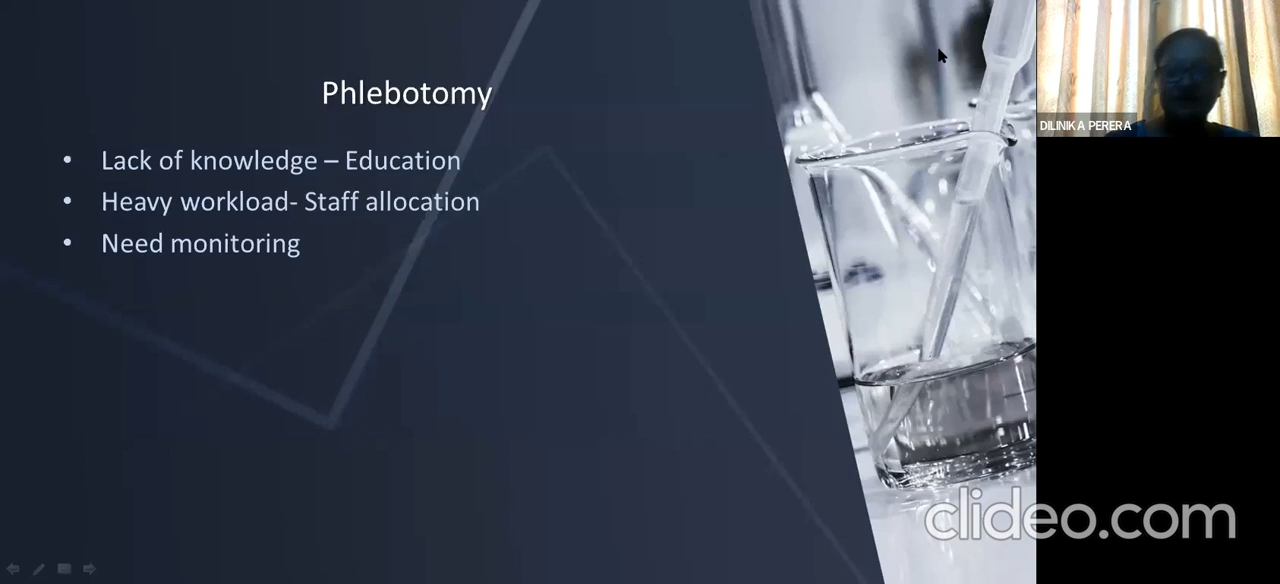 Phlebotomy
• Lack of knowledge – Education
• Heavy workload- Staff allocation
• Need monitoring
DILINIKA PERERA
clideo.com